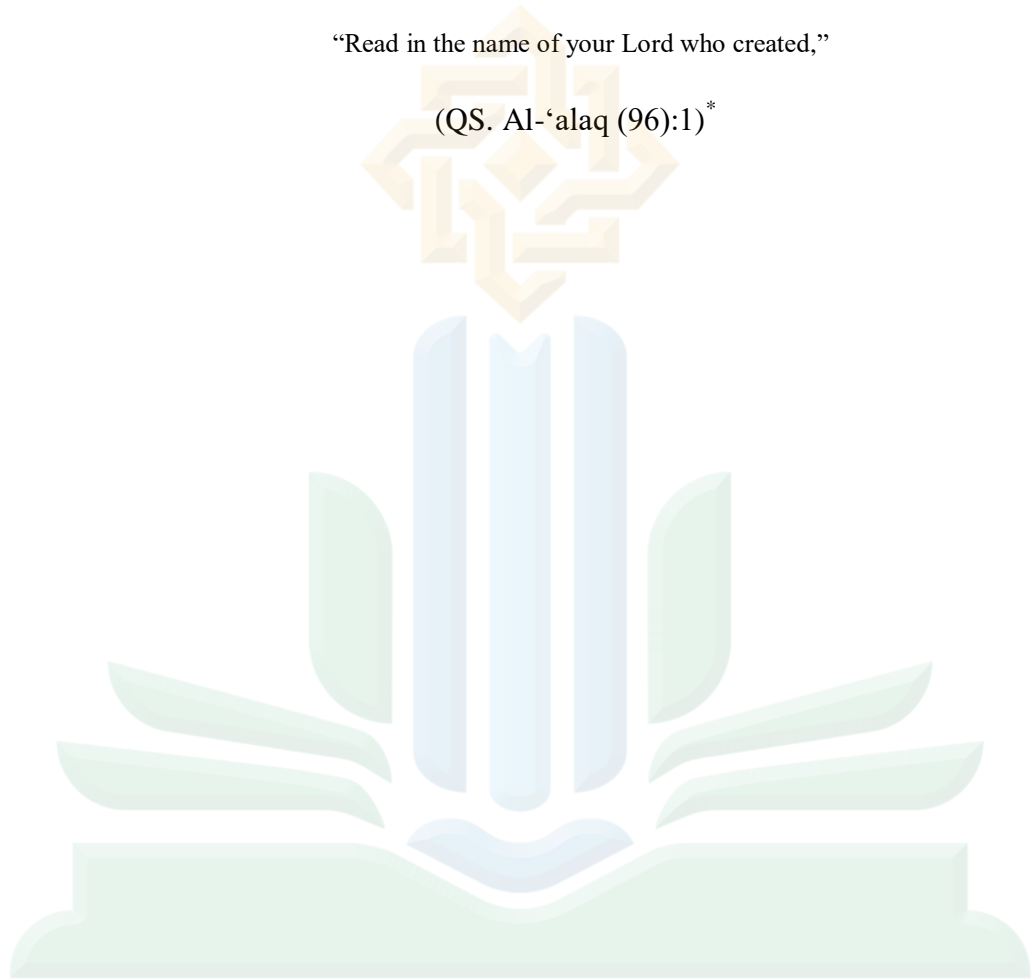 “Read in the name of your Lord who created,”
(QS. Al-‘alaq (96):1)*